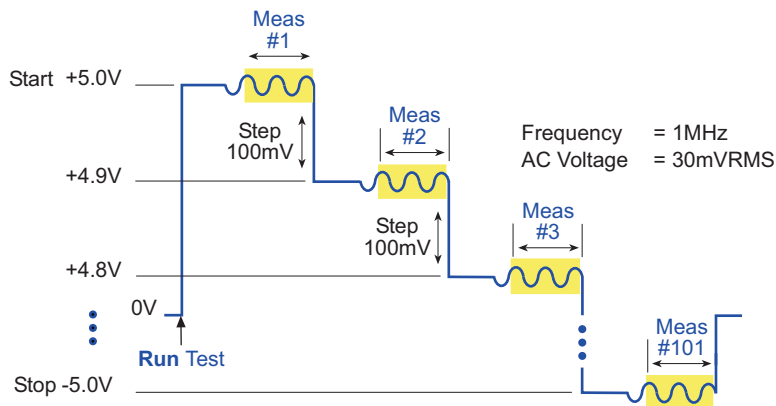 Meas
#1
Start +5.0V
Step
100mV
Meas
#2
Frequency = 1MHz
AC Voltage = 30mVRMS
+4.9V
Step
100mV
Meas
#3
+4.8V
0V
Run Test
Meas
#101
Stop -5.0V